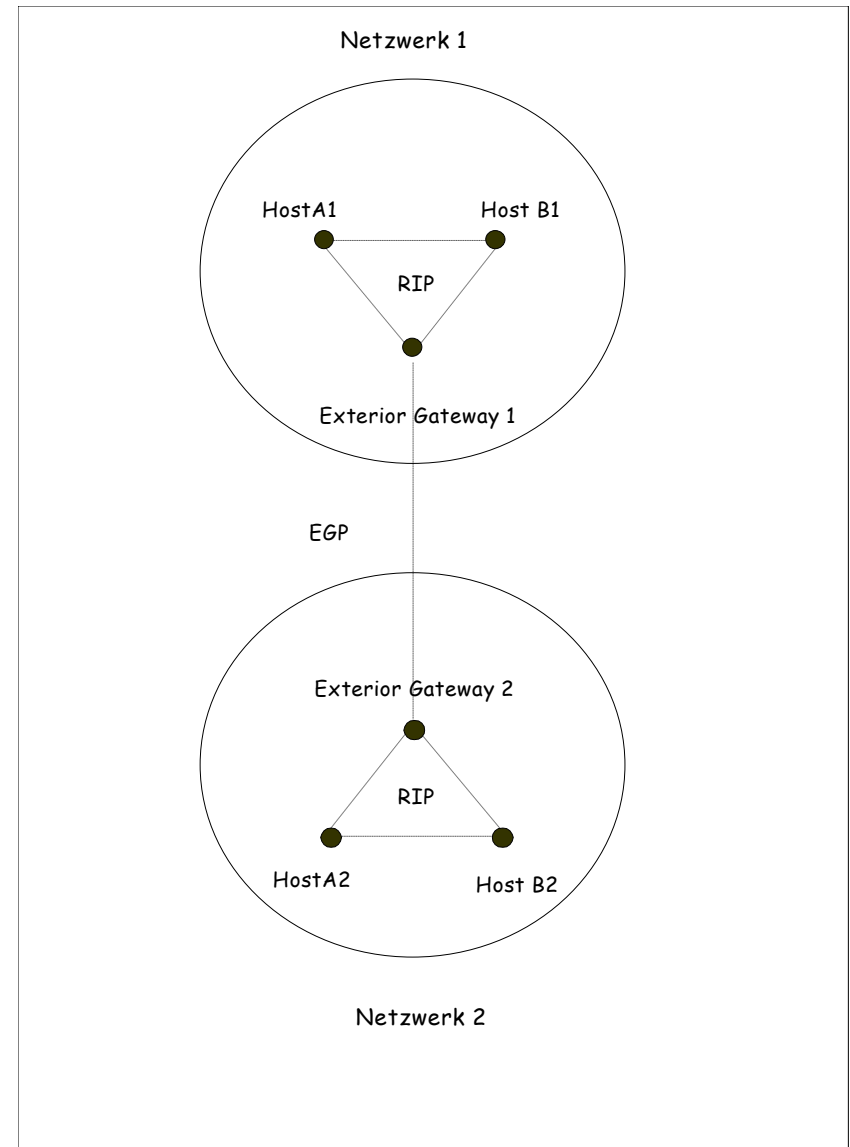 Netzwerk 1
HostA1
Host B1
RIP
Exterior Gateway 1
EGP
Exterior Gateway 2
RIP
HostA2
Host B2
Netzwerk 2